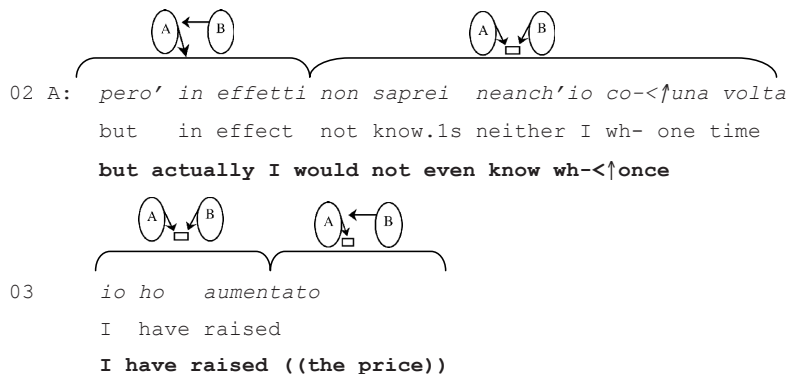 A B A B
02 A: pero' in effetti non saprei neanch'io co-<↑una volta
but in effect not know.1s neither I wh- one time
but actually I would not even know wh-<↑once
A B A B
03 io ho aumentato
I have raised
I have raised ((the price))